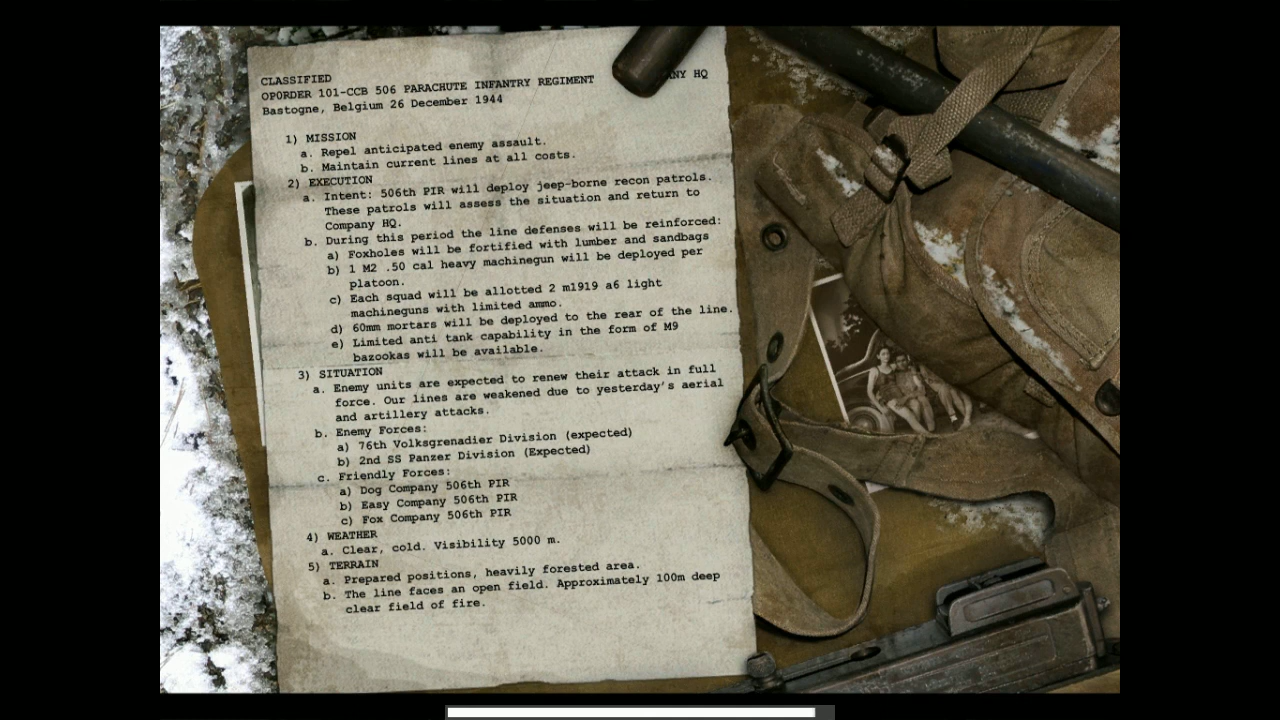 CLASSIFIED
OPORDER 101-CCB 506 PARACHUTE INFANTRY REGIMENT NY HQ
Bastogne, Belgium 26 December 1944
1) MISSION
a. Repel anticipated enemy assault.
b. Maintain current lines at all costs.
2) EXECUTION
a. Intent: 506th PIR will deploy jeep-borne recon patrols.
These patrols will assess the situation and return to
Company HQ.
b. During this period the line defenses will be reinforced:
a) Foxholes will be fortified with lumber and sandbags
b) 1 M2 .50 cal heavy machinegun will be deployed per
platoon.
c) Each squad will be allotted 2 m1919 a6 light
machineguns with limited ammo.
d) 60mm mortars will be deployed to the rear of the line.
e) Limited anti tank capability in the form of M9
bazookas will be available.
3) SITUATION
a. Enemy units are expected to renew their attack in full
force. Our lines are weakened due to yesterday's aerial
and artillery attacks.
b. Enemy Forces:
a) 76th Volksgrenadier Division (expected)
b) 2nd SS Panzer Division (Expected)
c. Friendly Forces:
a) Dog Company 506th PIR
b) Easy Company 506th PIR
c) Fox Company 506th PIR
4) WEATHER
a. Clear, cold. Visibility 5000 m.
5) TERRAIN
a. Prepared positions, heavily forested area.
b. The line faces an open field. Approximately 100m deep
clear field of fire.